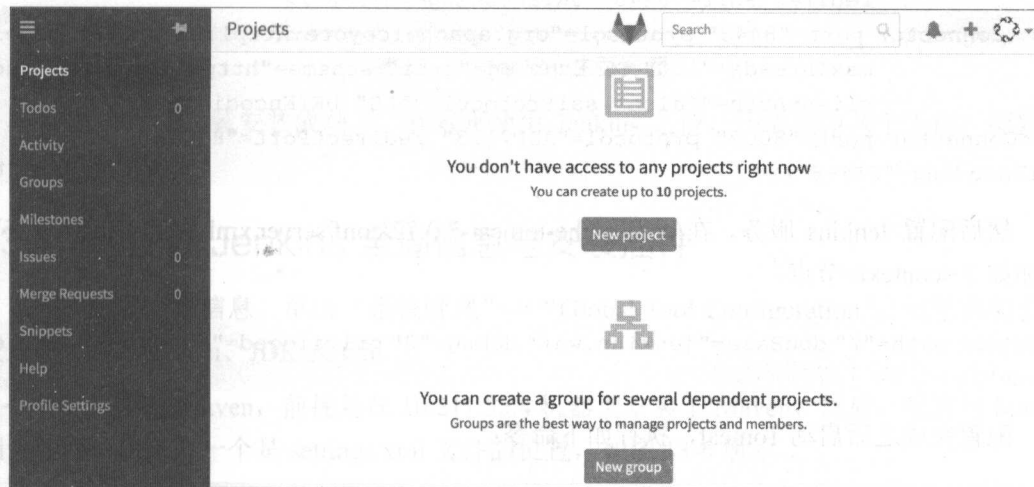 Projects
Search
Projects
Todos 0
Activity
Groups
Milestones
Issues 0
Merge Requests 0
Snippets
Help
Profile Settings
You don't have access to any projects right now
You can create up to 10 projects.
New project
You can create a group for several dependent projects.
Groups are the best way to manage projects and members.
New group